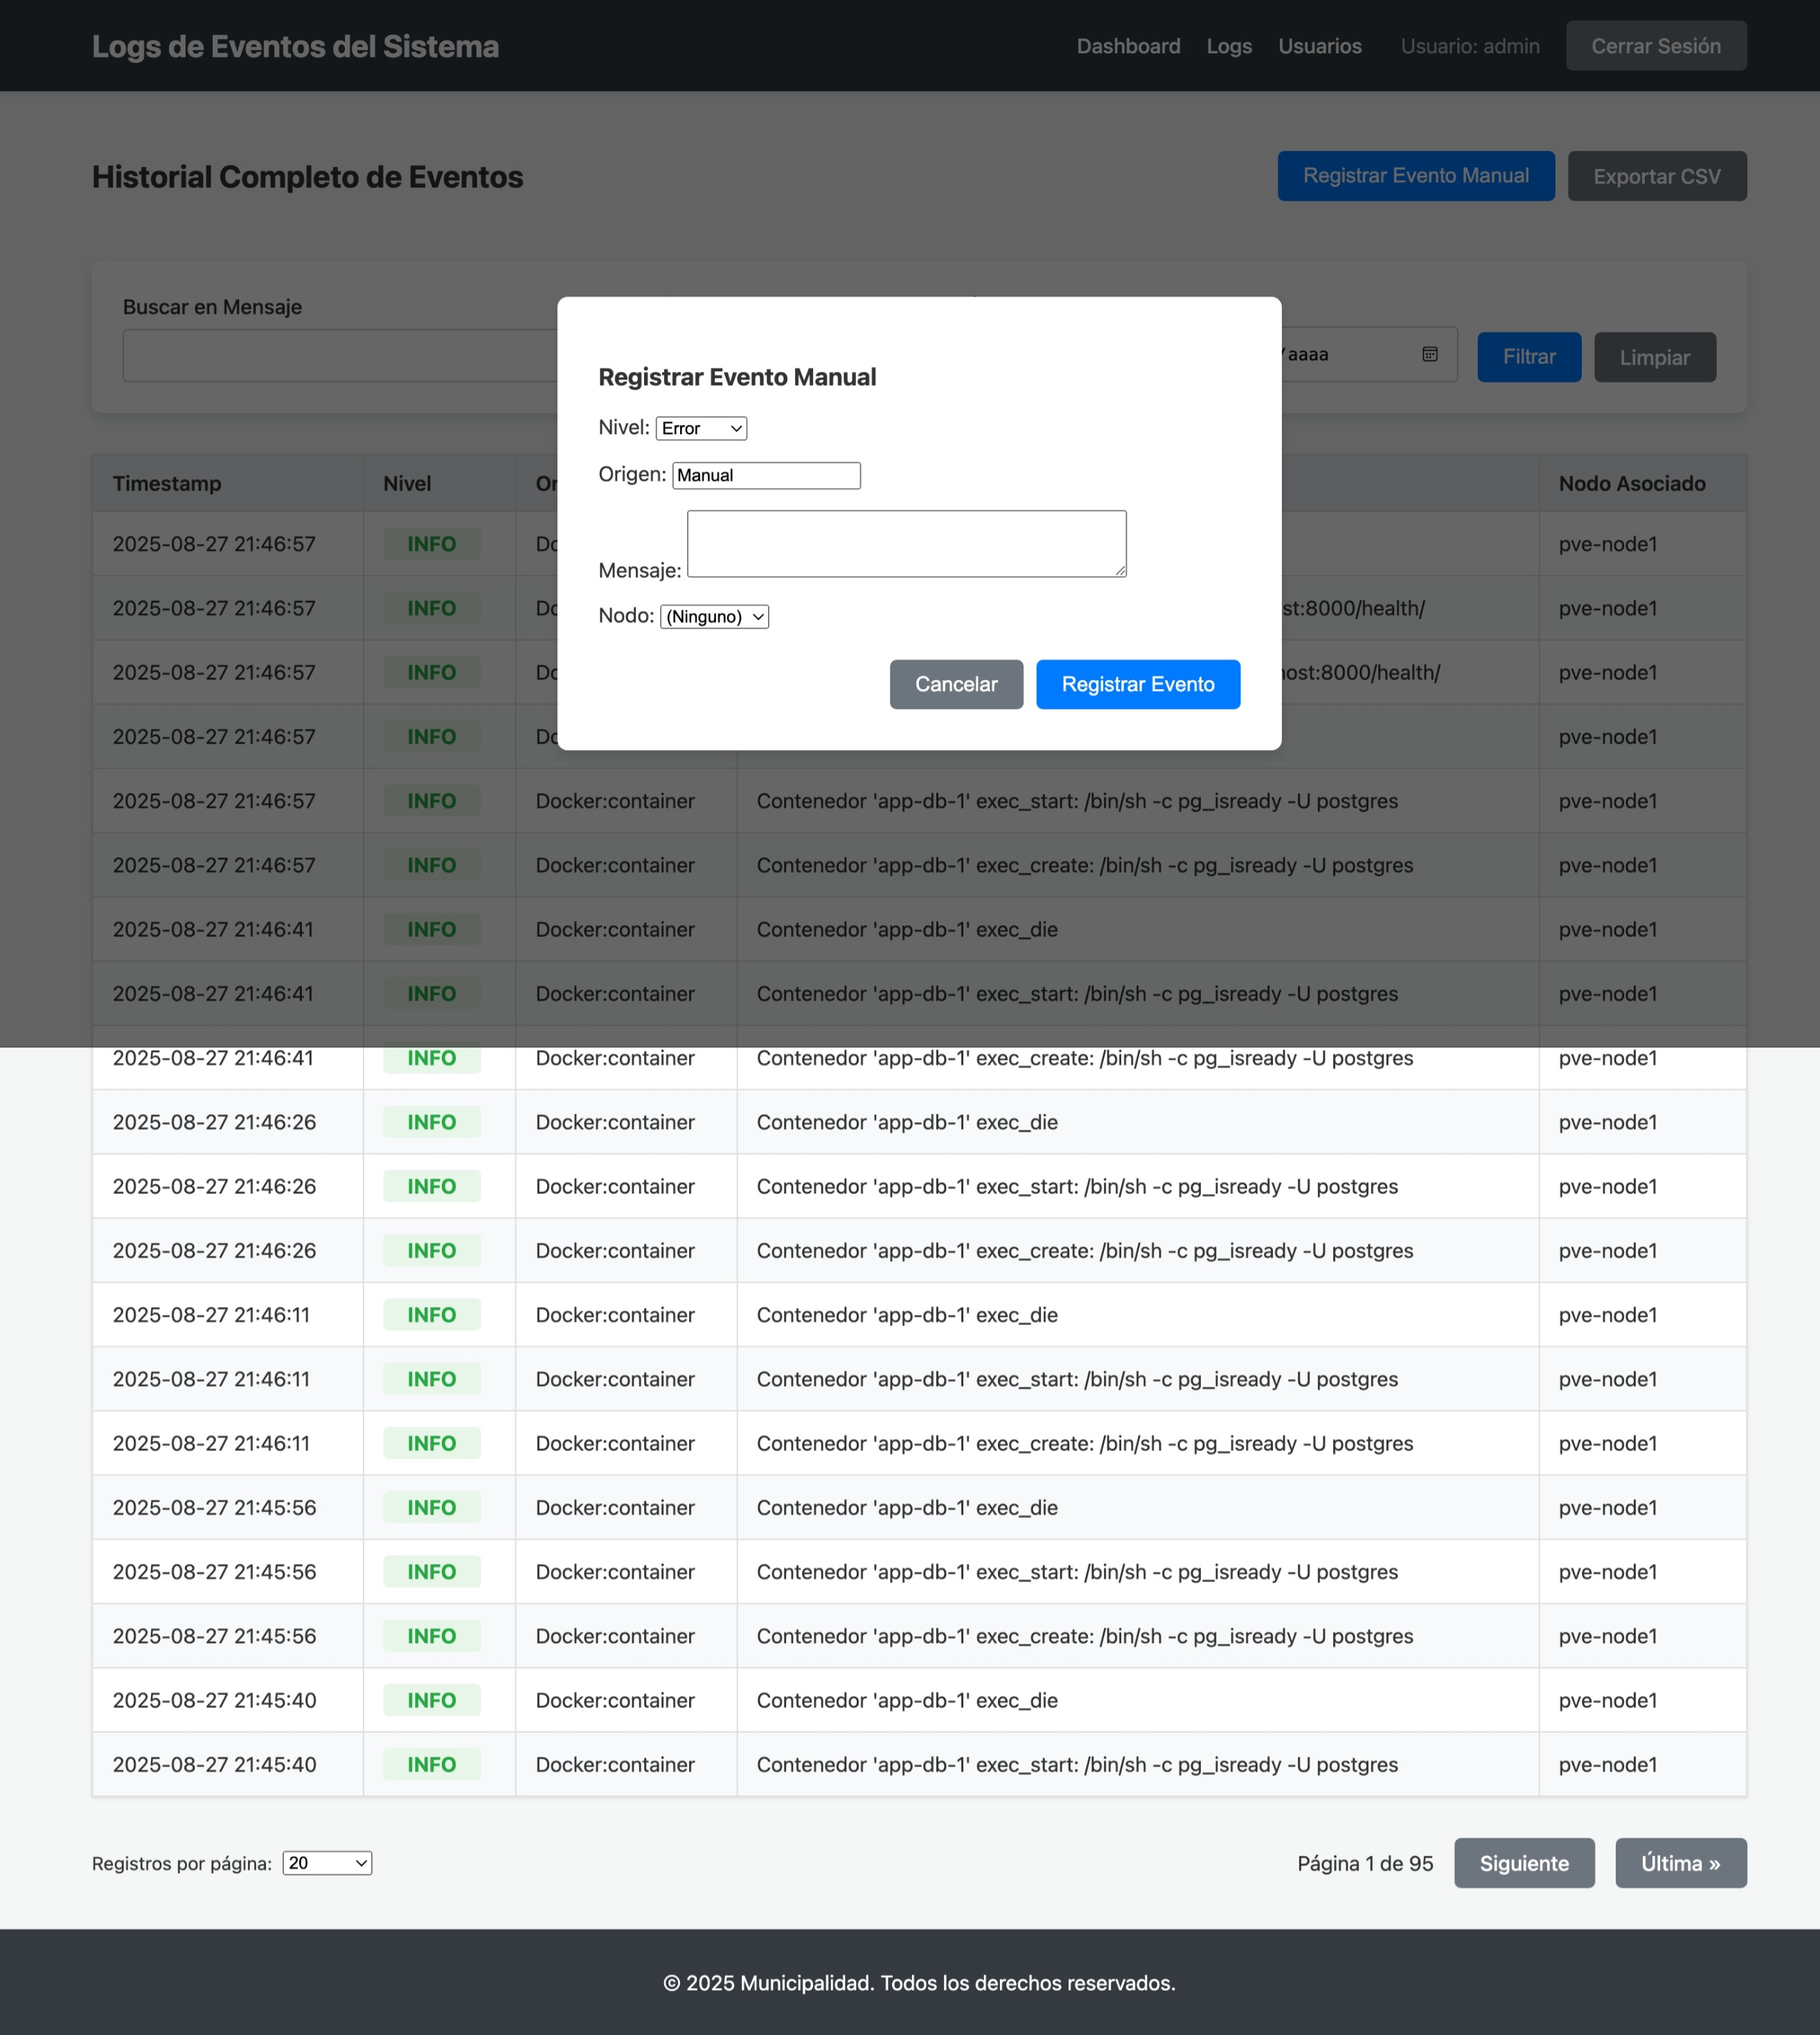 Logs de Eventos del Sistema
Dashboard Logs Usuarios Usuario: admin Cerrar Sesión
Historial Completo de Eventos
Registrar Evento Manual Exportar CSV
Buscar en Mensaje
/aaaa Filtrar Limpiar
Registrar Evento Manual
Nivel: Error
Origen: Manual
Mensaje:
Nodo: (Ninguno)
Cancelar Registrar Evento
Timestamp Nivel Nodo Asociado
2025-08-27 21:46:57 INFO pve-node1
2025-08-27 21:46:57 INFO st:8000/health/ pve-node1
2025-08-27 21:46:57 INFO ost:8000/health/ pve-node1
2025-08-27 21:46:57 INFO pve-node1
2025-08-27 21:46:57 INFO Docker:container Contenedor 'app-db-1' exec_start: /bin/sh -c pg_isready -U postgres pve-node1
2025-08-27 21:46:57 INFO Docker:container Contenedor 'app-db-1' exec_create: /bin/sh -c pg_isready -U postgres pve-node1
2025-08-27 21:46:41 INFO Docker:container Contenedor 'app-db-1' exec_die pve-node1
2025-08-27 21:46:41 INFO Docker:container Contenedor 'app-db-1' exec_start: /bin/sh -c pg_isready -U postgres pve-node1
2025-08-27 21:46:41 INFO Docker:container Contenedor 'app-db-1' exec_create: /bin/sh -c pg_isready -U postgres pve-node1
2025-08-27 21:46:26 INFO Docker:container Contenedor 'app-db-1' exec_die pve-node1
2025-08-27 21:46:26 INFO Docker:container Contenedor 'app-db-1' exec_start: /bin/sh -c pg_isready -U postgres pve-node1
2025-08-27 21:46:26 INFO Docker:container Contenedor 'app-db-1' exec_create: /bin/sh -c pg_isready -U postgres pve-node1
2025-08-27 21:46:11 INFO Docker:container Contenedor 'app-db-1' exec_die pve-node1
2025-08-27 21:46:11 INFO Docker:container Contenedor 'app-db-1' exec_start: /bin/sh -c pg_isready -U postgres pve-node1
2025-08-27 21:46:11 INFO Docker:container Contenedor 'app-db-1' exec_create: /bin/sh -c pg_isready -U postgres pve-node1
2025-08-27 21:45:56 INFO Docker:container Contenedor 'app-db-1' exec_die pve-node1
2025-08-27 21:45:56 INFO Docker:container Contenedor 'app-db-1' exec_start: /bin/sh -c pg_isready -U postgres pve-node1
2025-08-27 21:45:56 INFO Docker:container Contenedor 'app-db-1' exec_create: /bin/sh -c pg_isready -U postgres pve-node1
2025-08-27 21:45:40 INFO Docker:container Contenedor 'app-db-1' exec_die pve-node1
2025-08-27 21:45:40 INFO Docker:container Contenedor 'app-db-1' exec_start: /bin/sh -c pg_isready -U postgres pve-node1
Registros por página: 20 Página 1 de 95 Siguiente Última »
© 2025 Municipalidad. Todos los derechos reservados.